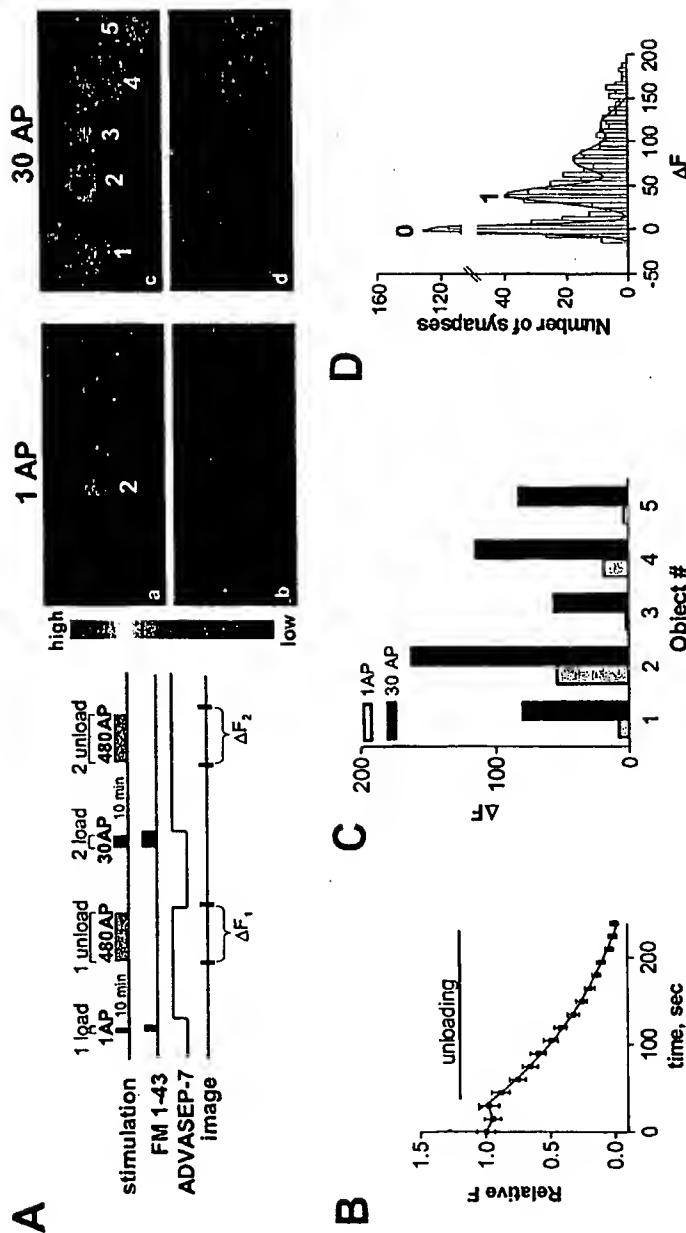 A
1 load 1 unload 2 load 2 unload
1AP 480AP 30AP 480AP
10 min 10 min
stimulation
FM 1-43
ADVASEP-7
image
ΔF1 ΔF2
high
low
1 AP
2
a
b
30 AP
1 2 3 4 5
c
d
B
Relative F
1.5
1.0
0.5
0.0
unloading
0 100 200
time, sec
C
ΔF
200
100
0
1AP
30 AP
1 2 3 4 5
Object #
D
Number of synapses
160
120
40
20
0
0
1
-50 0 50 100 150 200
ΔF